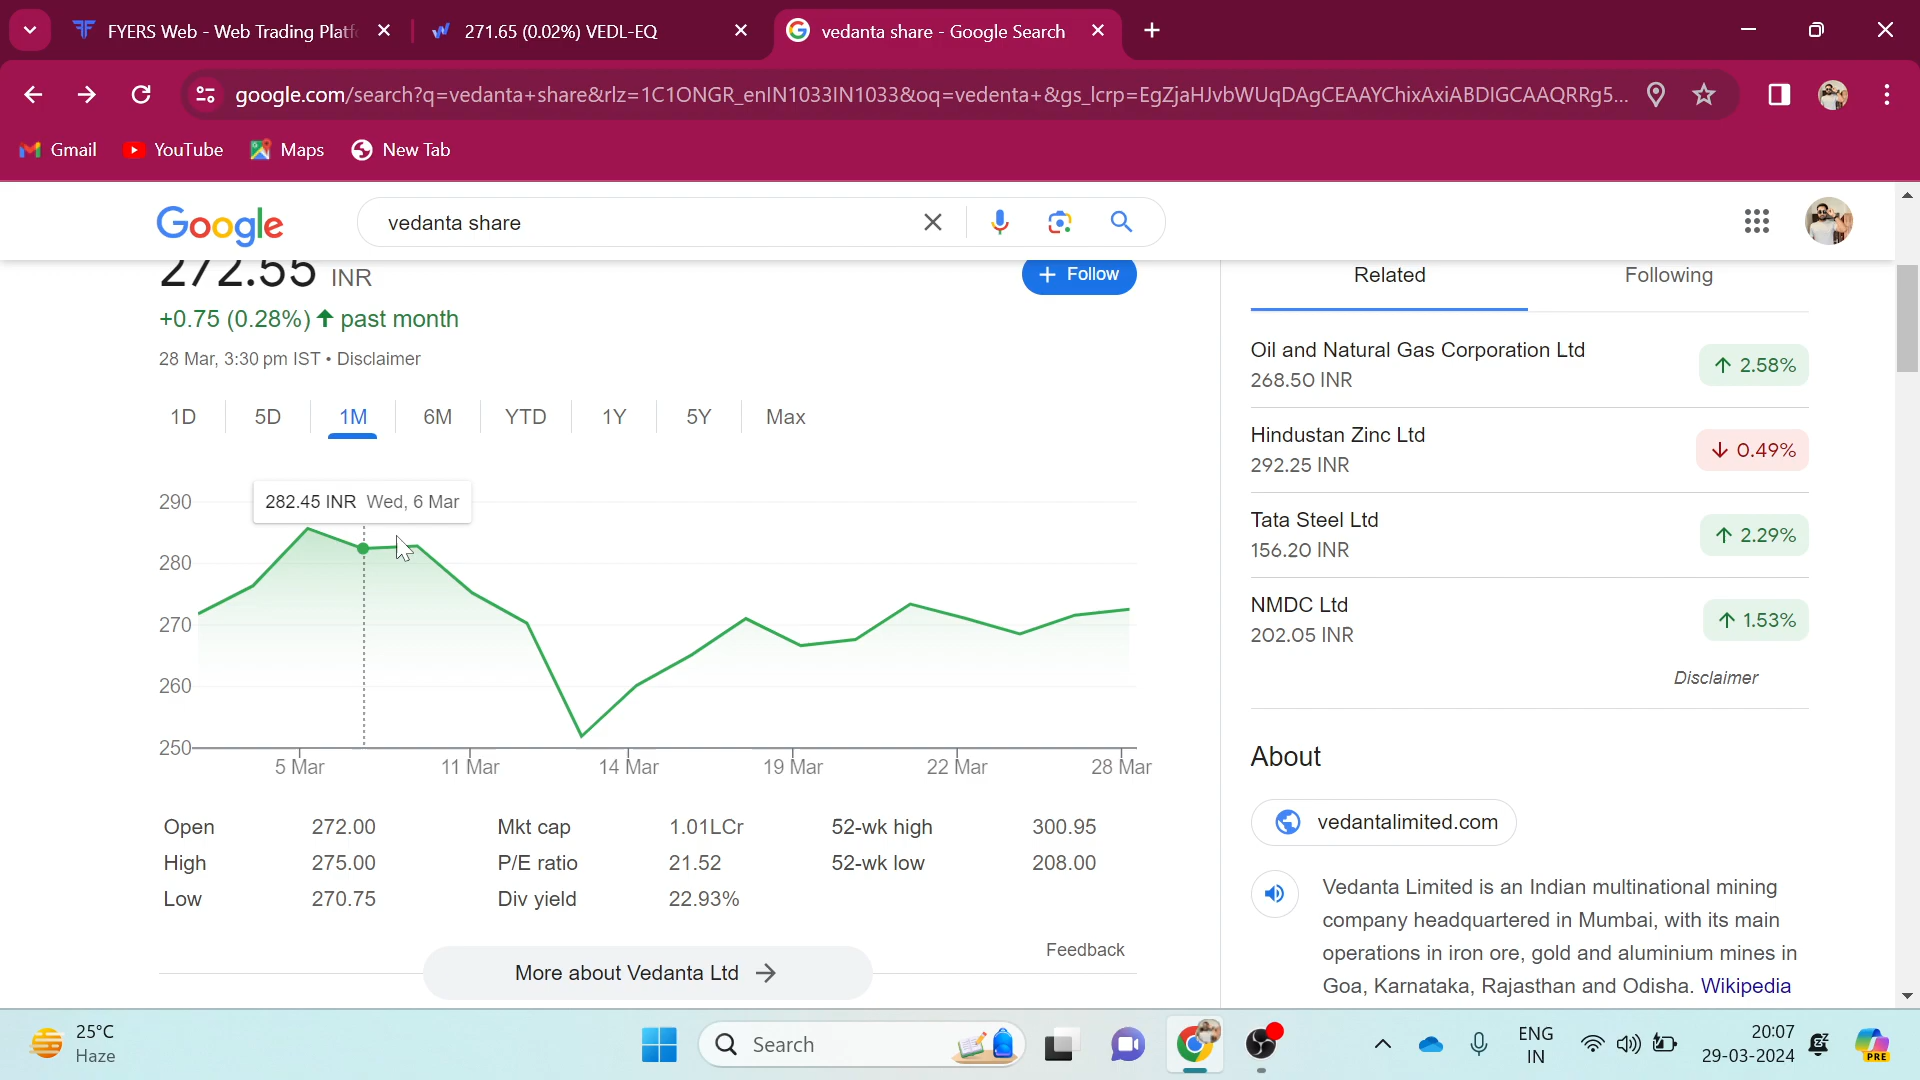 FYERS Web - Web Trading Platf
271.65 (0.02%) VEDL-EQ
vedanta share - Google Search
google.com/search?q=vedanta+share&rlz=1C1ONGR_enIN1033IN1033&oq=vedenta+&gs_lcrp=EgZjaHJvbWUqDAgCEAAYChixAxiABDIGCAAQRRg5...
Gmail
YouTube
Maps
New Tab
Google
vedanta share
272.55 INR
+ Follow
+0.75 (0.28%) ↑ past month
28 Mar, 3:30 pm IST • Disclaimer
1D 5D 1M 6M YTD 1Y 5Y Max
282.45 INR Wed, 6 Mar
290
280
270
260
250
5 Mar 11 Mar 14 Mar 19 Mar 22 Mar 28 Mar
Open 272.00 Mkt cap 1.01LCr 52-wk high 300.95
High 275.00 P/E ratio 21.52 52-wk low 208.00
Low 270.75 Div yield 22.93%
Feedback
More about Vedanta Ltd →
Related Following
Oil and Natural Gas Corporation Ltd
268.50 INR
↑ 2.58%
Hindustan Zinc Ltd
292.25 INR
↓ 0.49%
Tata Steel Ltd
156.20 INR
↑ 2.29%
NMDC Ltd
202.05 INR
↑ 1.53%
Disclaimer
About
vedantalimited.com
Vedanta Limited is an Indian multinational mining
company headquartered in Mumbai, with its main
operations in iron ore, gold and aluminium mines in
Goa, Karnataka, Rajasthan and Odisha. Wikipedia
25°C
Haze
Search
ENG
IN
20:07
29-03-2024
PRE